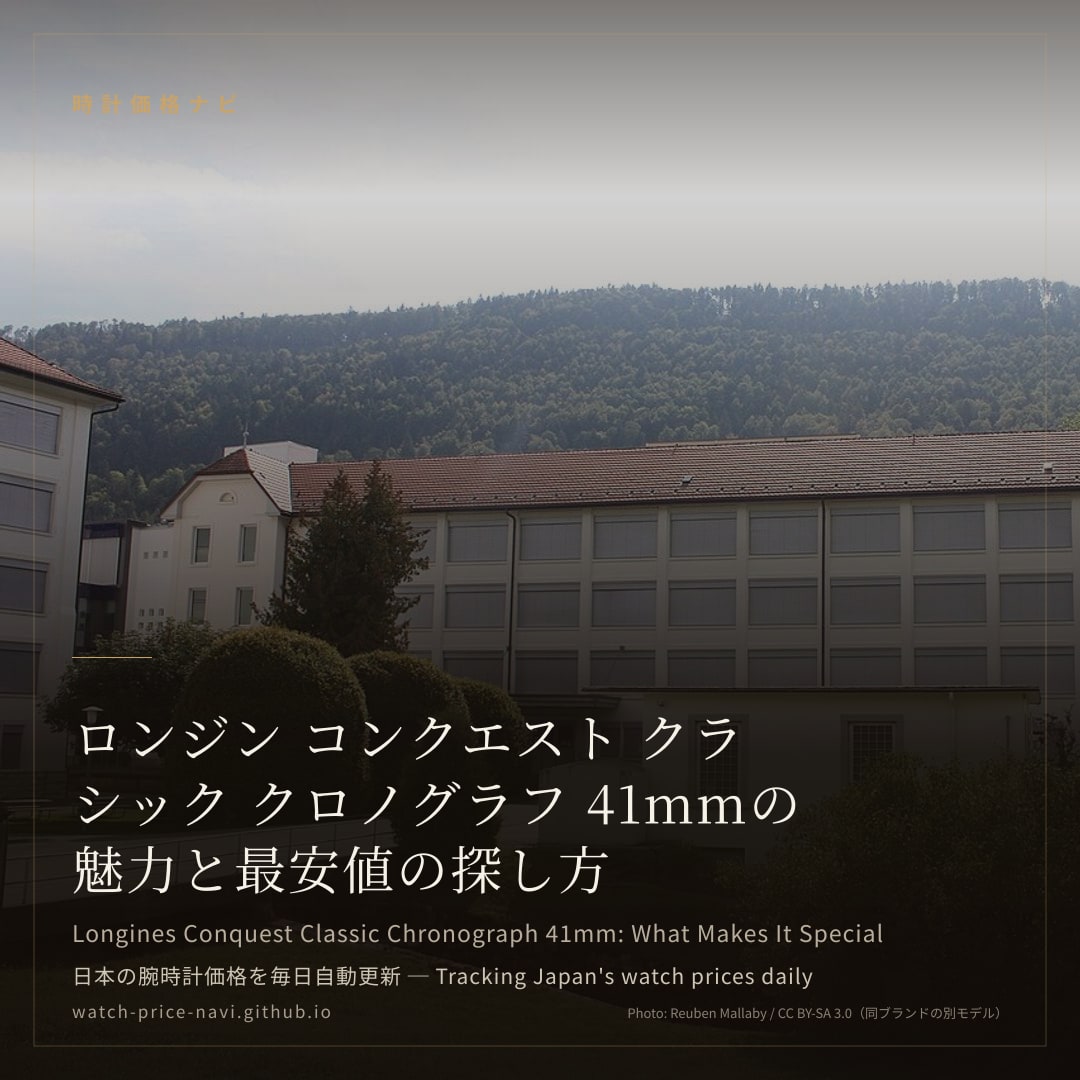 時計価格ナビ
ロンジン コンクエスト クラ
シック クロノグラフ 41mmの
魅力と最安値の探し方
Longines Conquest Classic Chronograph 41mm: What Makes It Special
日本の腕時計価格を毎日自動更新 — Tracking Japan's watch prices daily
watch-price-navi.github.io
Photo: Reuben Mallaby / CC BY-SA 3.0（同ブランドの別モデル）